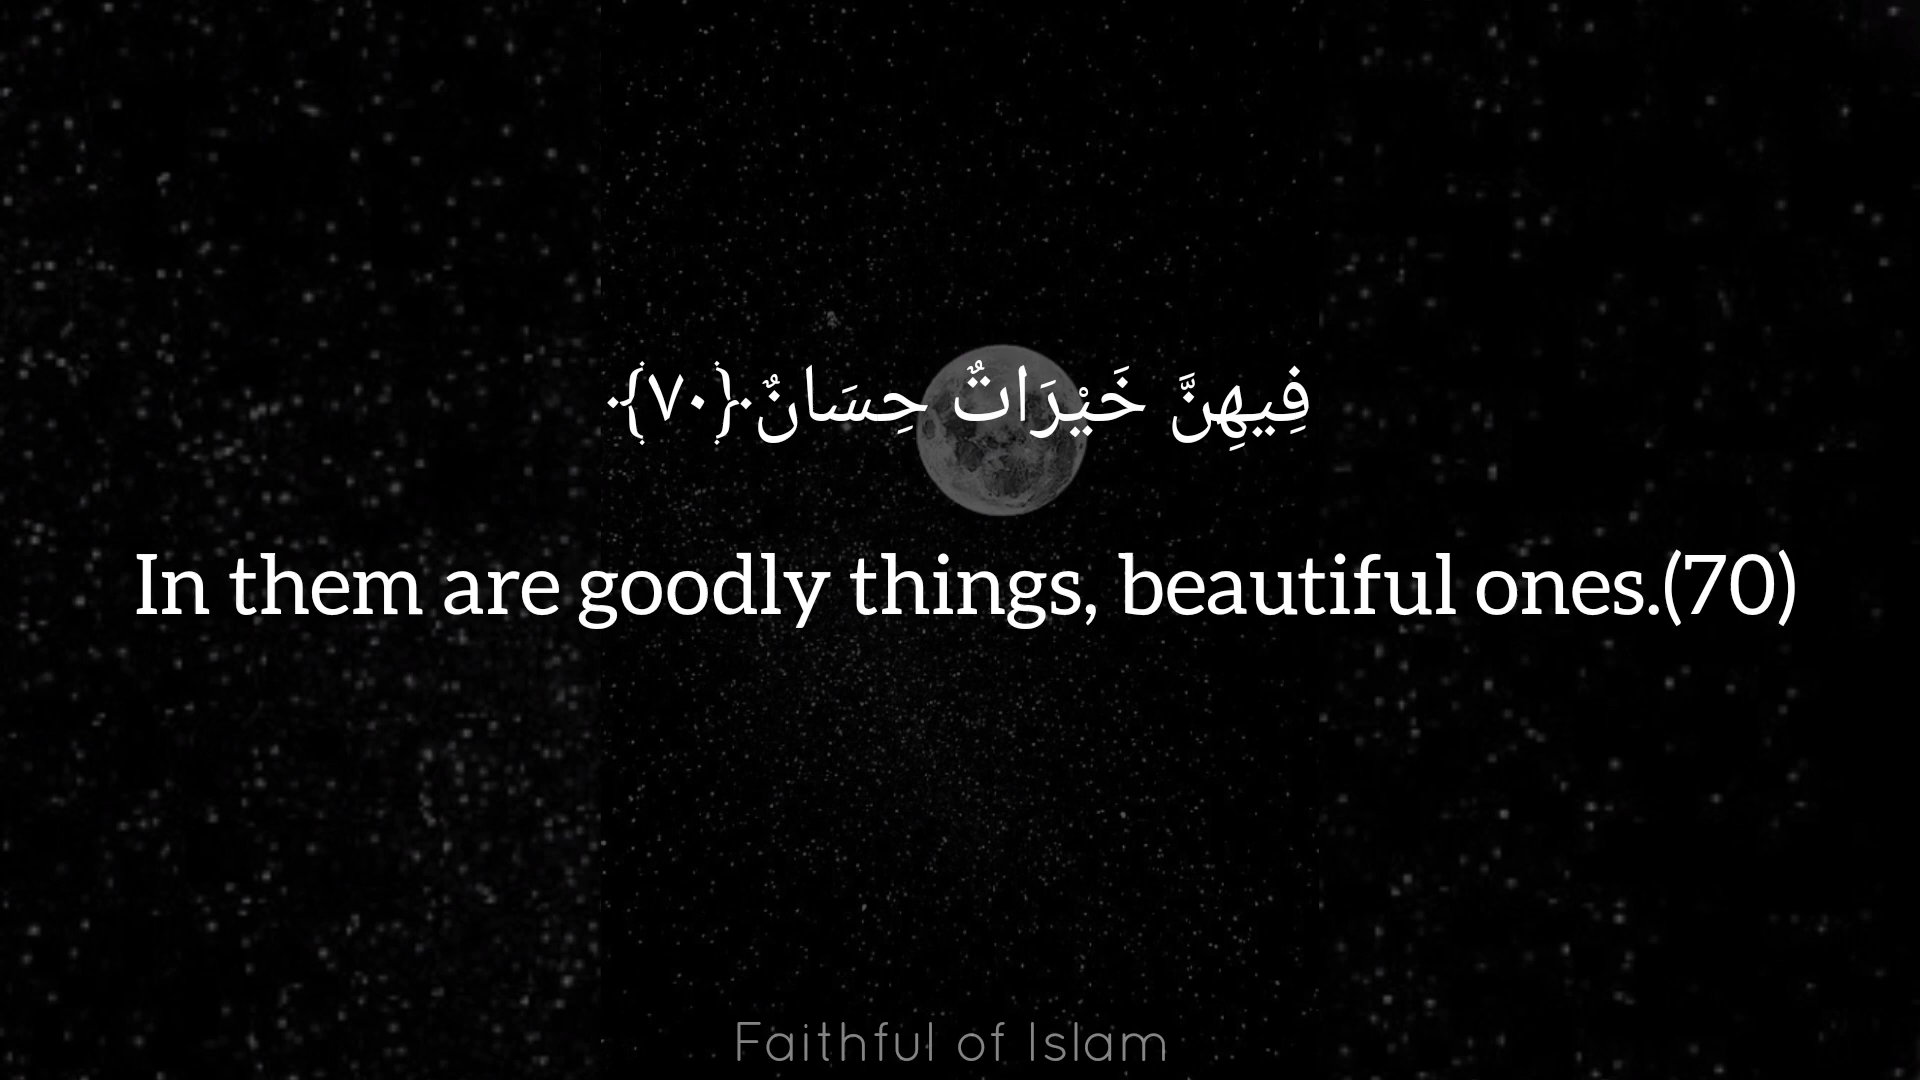 فِيهِنَّ خَيْرَاتٌ حِسَانٌ ﴿٧٠﴾
In them are goodly things, beautiful ones.(70)
Faithful of Islam